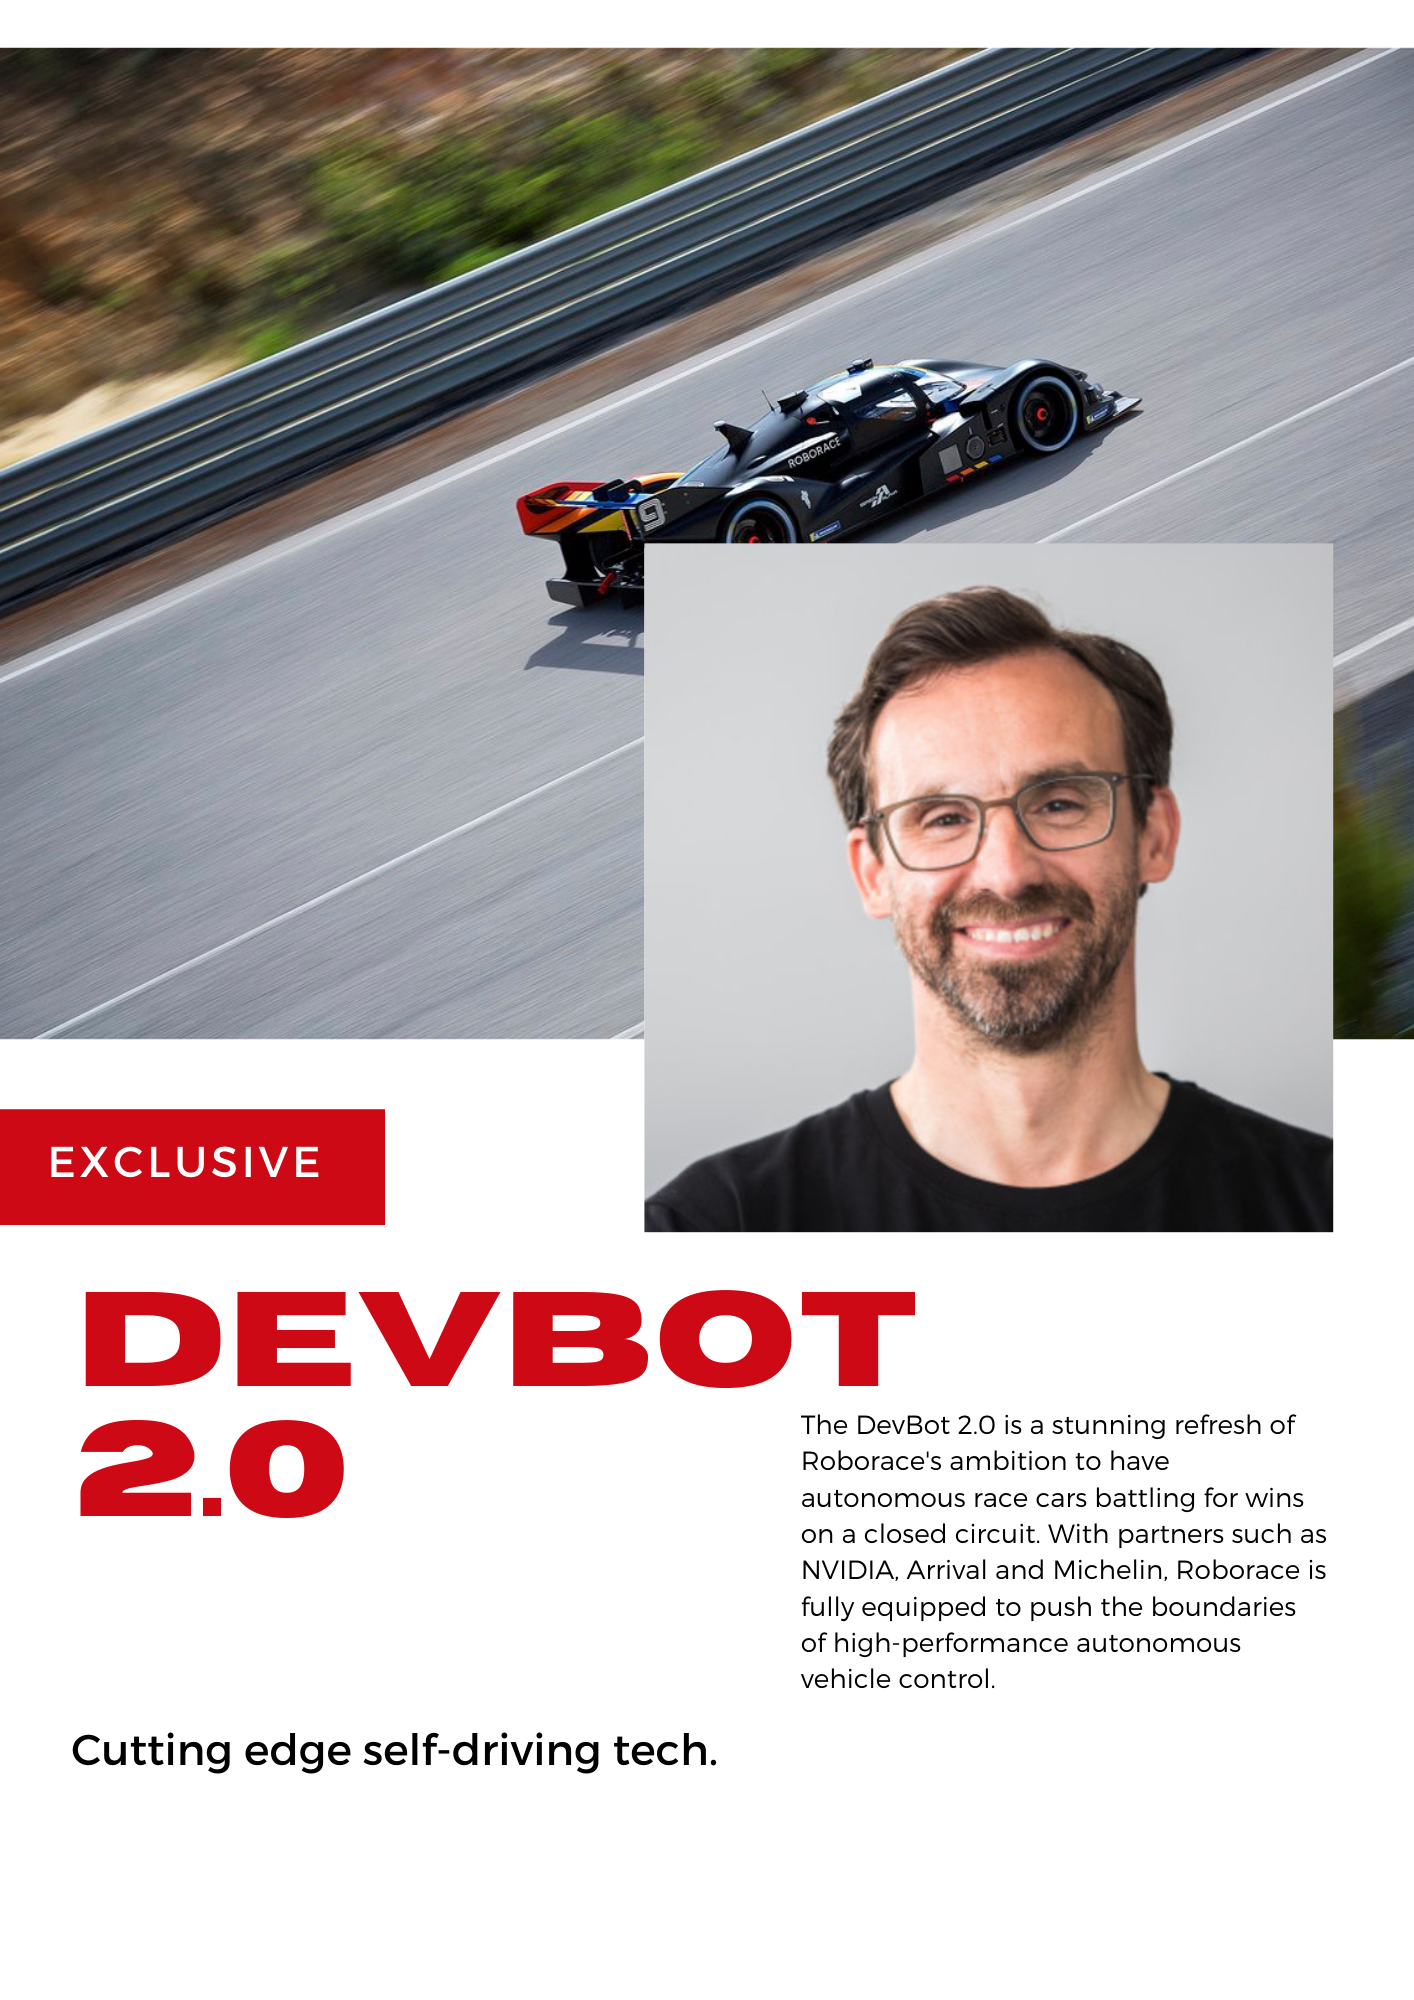 ROBORACE
9
EXCLUSIVE
DEVBOT
2.0
The DevBot 2.0 is a stunning refresh of
Roborace's ambition to have
autonomous race cars battling for wins
on a closed circuit. With partners such as
NVIDIA, Arrival and Michelin, Roborace is
fully equipped to push the boundaries
of high-performance autonomous
vehicle control.
Cutting edge self-driving tech.